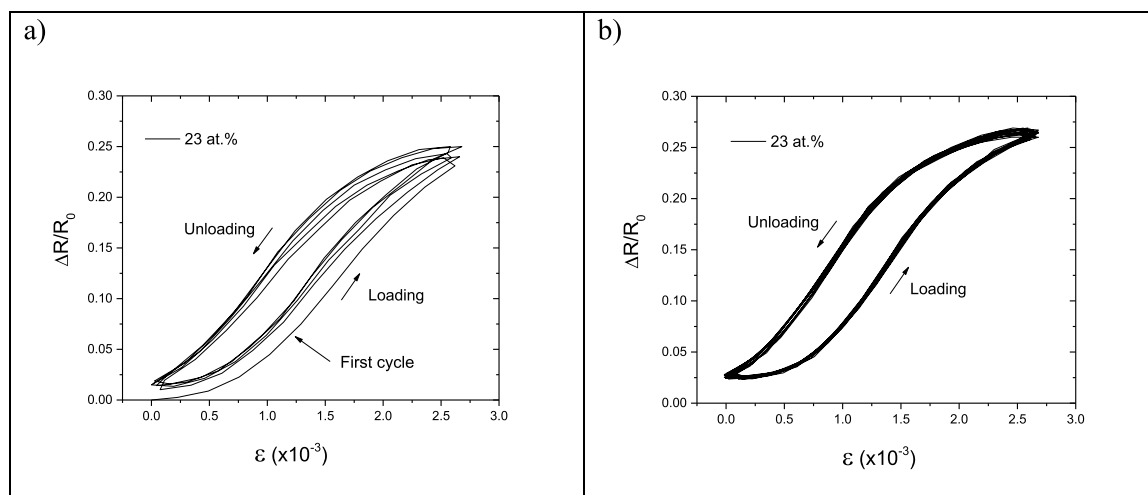 a)
0.30
0.25
0.20
0.15
0.10
0.05
0.00
ΔR/R₀
23 at.%
Unloading
Loading
First cycle
0.0 0.5 1.0 1.5 2.0 2.5 3.0
ε (x10⁻³)
b)
0.30
0.25
0.20
0.15
0.10
0.05
0.00
ΔR/R₀
23 at.%
Unloading
Loading
0.0 0.5 1.0 1.5 2.0 2.5 3.0
ε (x10⁻³)